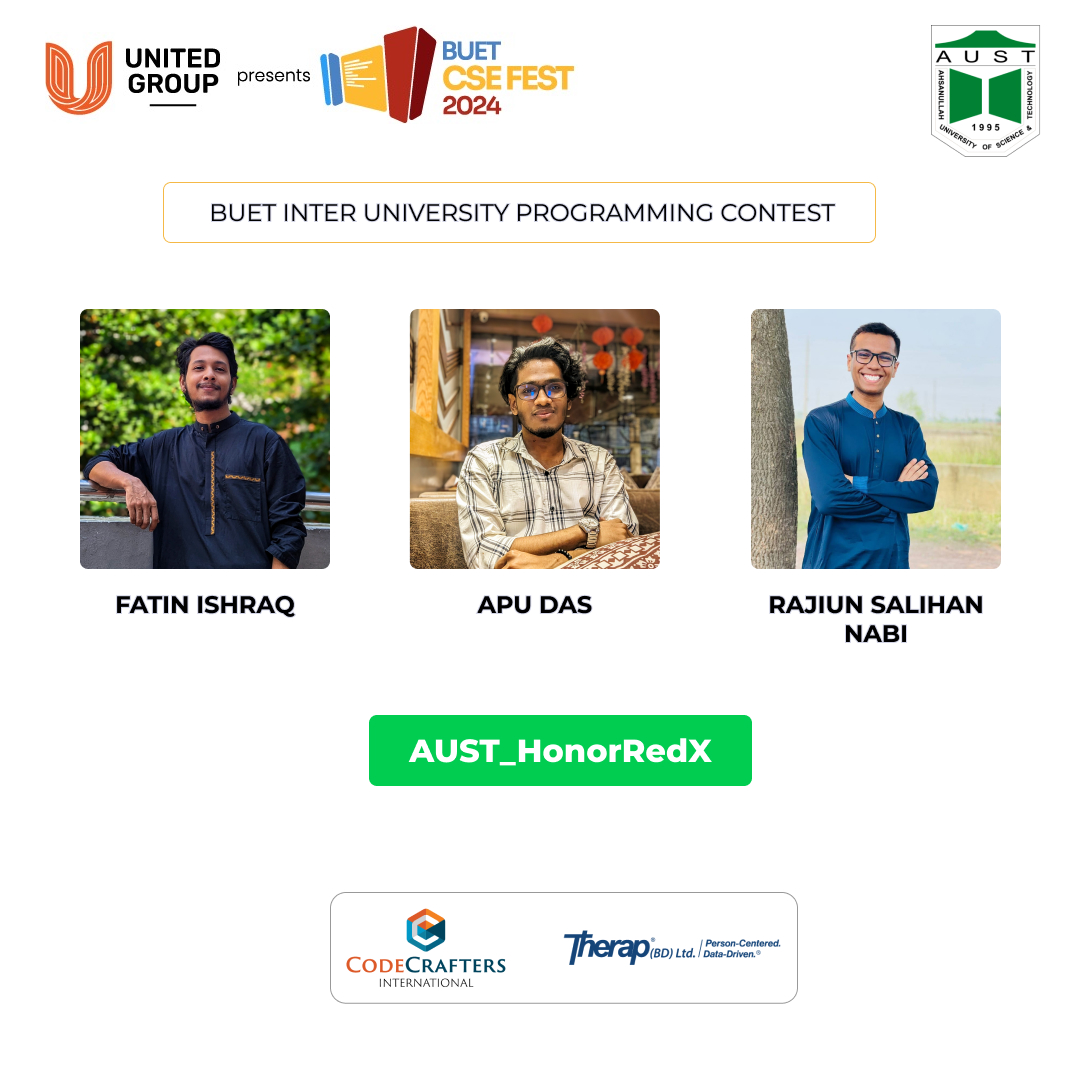 UNITED
GROUP
presents
BUET
CSE FEST
2024
AUST
AHSANULLAH UNIVERSITY OF SCIENCE & TECHNOLOGY
1995
BUET INTER UNIVERSITY PROGRAMMING CONTEST
FATIN ISHRAQ
APU DAS
RAJIUN SALIHAN
NABI
AUST_HonorRedX
CODECRAFTERS
INTERNATIONAL
Therap® (BD) Ltd.
Person-Centered.
Data-Driven.®